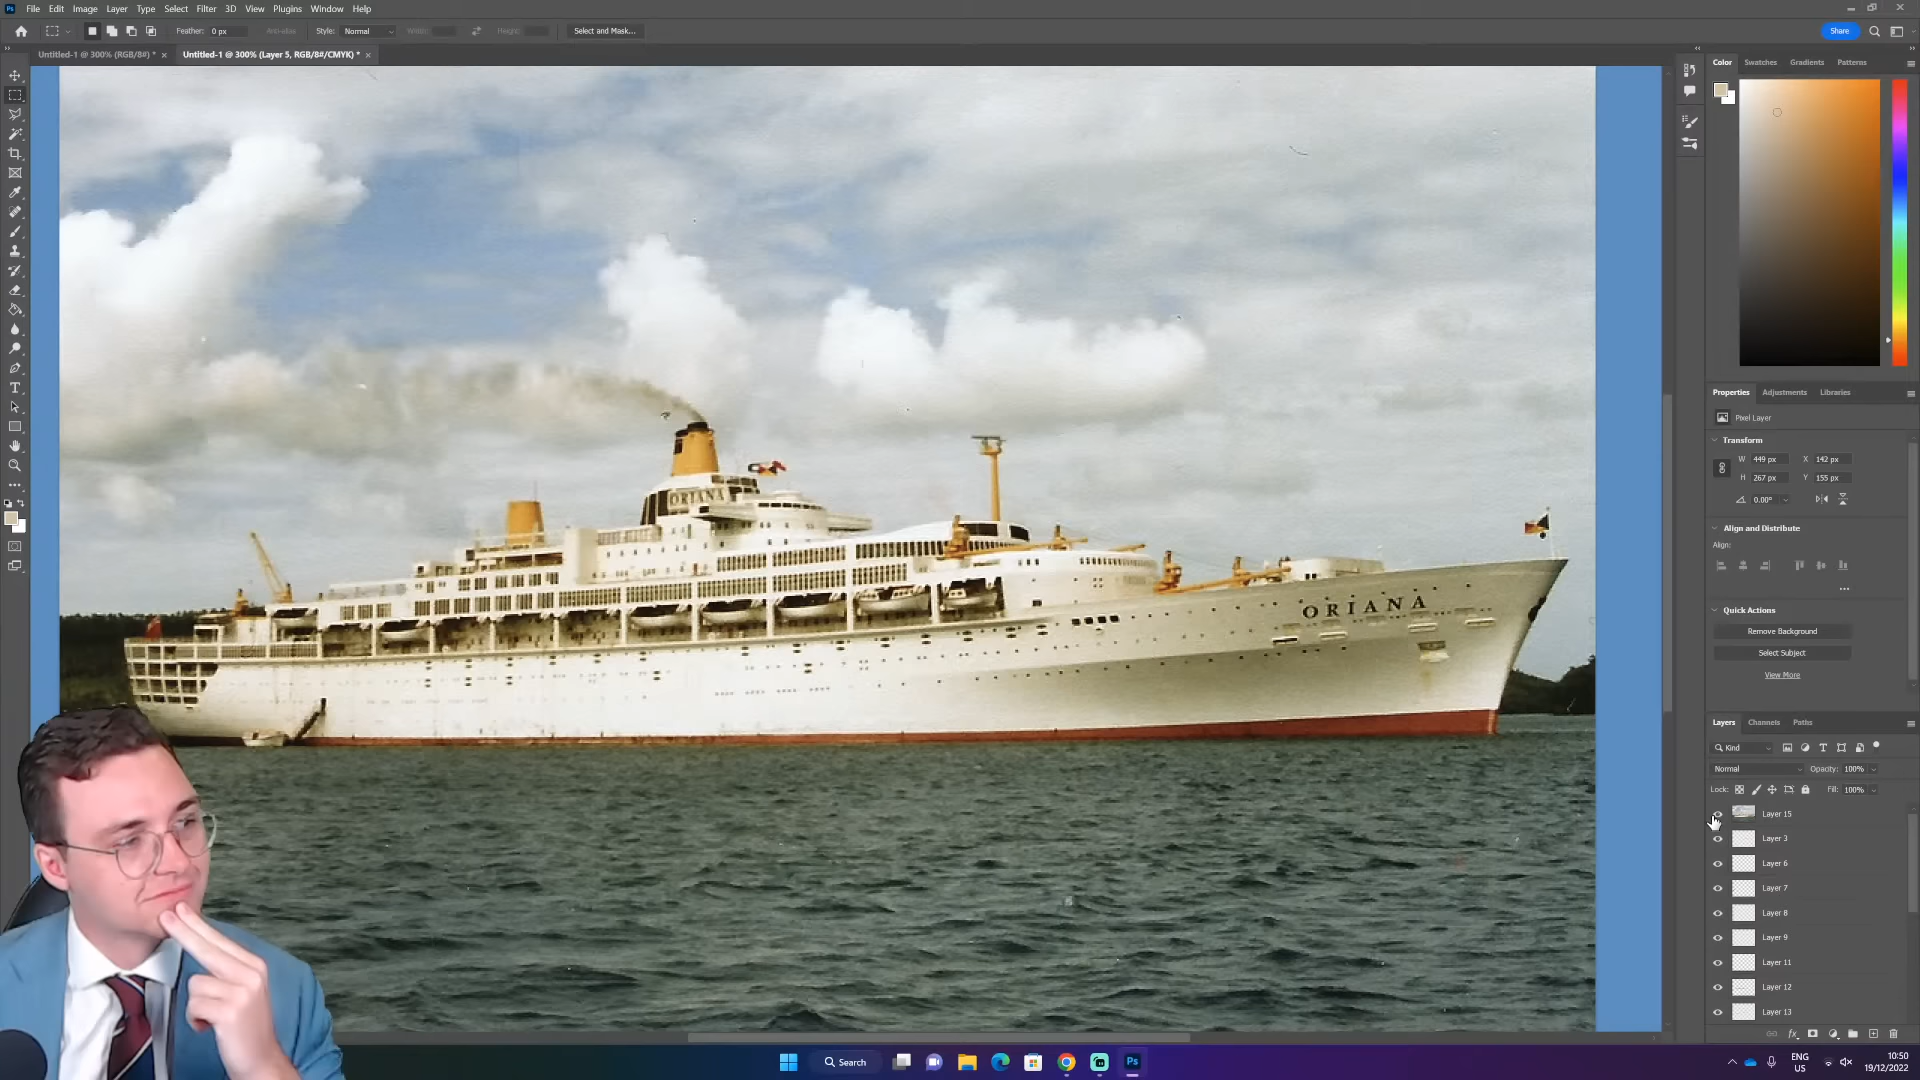 File Edit Image Layer Type Select Filter 3D View Plugins Window Help
Feather: 0 px Anti-alias Style: Normal Width: Height: Select and Mask... Share
Untitled-1 @ 300% (RGB/8#) * × Untitled-1 @ 300% (Layer 5, RGB/8#/CMYK) * ×
Color Swatches Gradients Patterns
Properties Adjustments Libraries
Pixel Layer
Transform
W 449 px X 142 px
H 267 px Y 155 px
0.00°
Align and Distribute
Align:
Quick Actions
Remove Background
Select Subject
View More
ORIANA
ORIANA
Layers Channels Paths
Kind
Normal Opacity: 100%
Lock: Fill: 100%
Layer 15
Layer 3
Layer 6
Layer 7
Layer 8
Layer 9
Layer 11
Layer 12
Layer 13
Search
ENG
US
10:50
19/12/2022